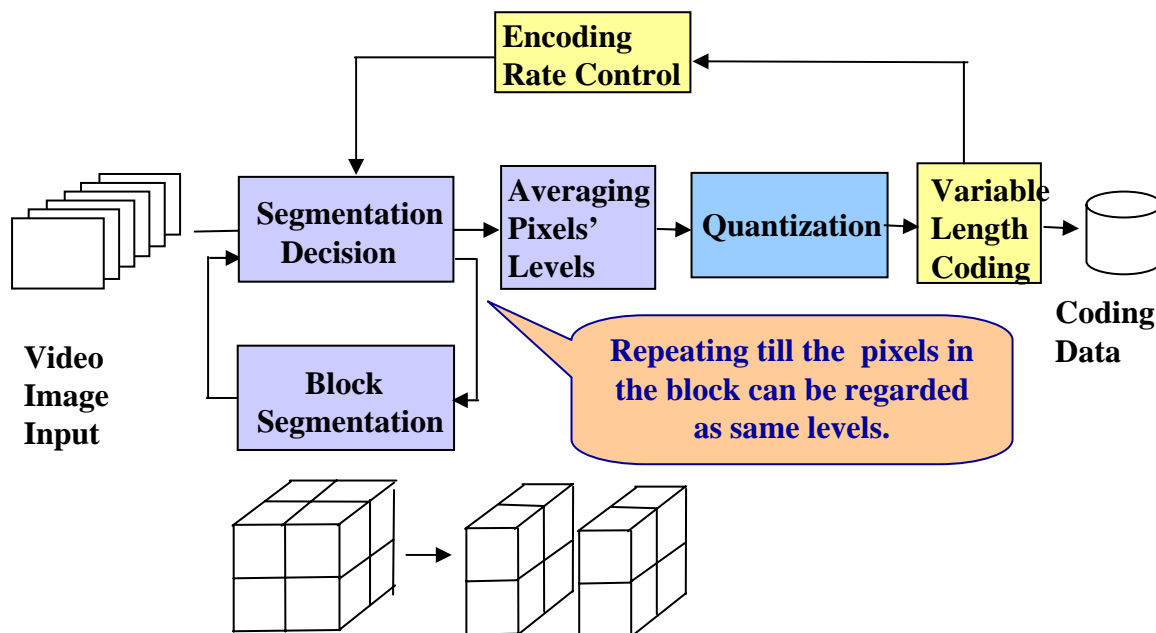 Encoding
Rate Control
Segmentation
Decision
Averaging
Pixels’
Levels
Quantization
Variable
Length
Coding
Coding
Data
Video
Image
Input
Block
Segmentation
Repeating till the pixels in
the block can be regarded
as same levels.